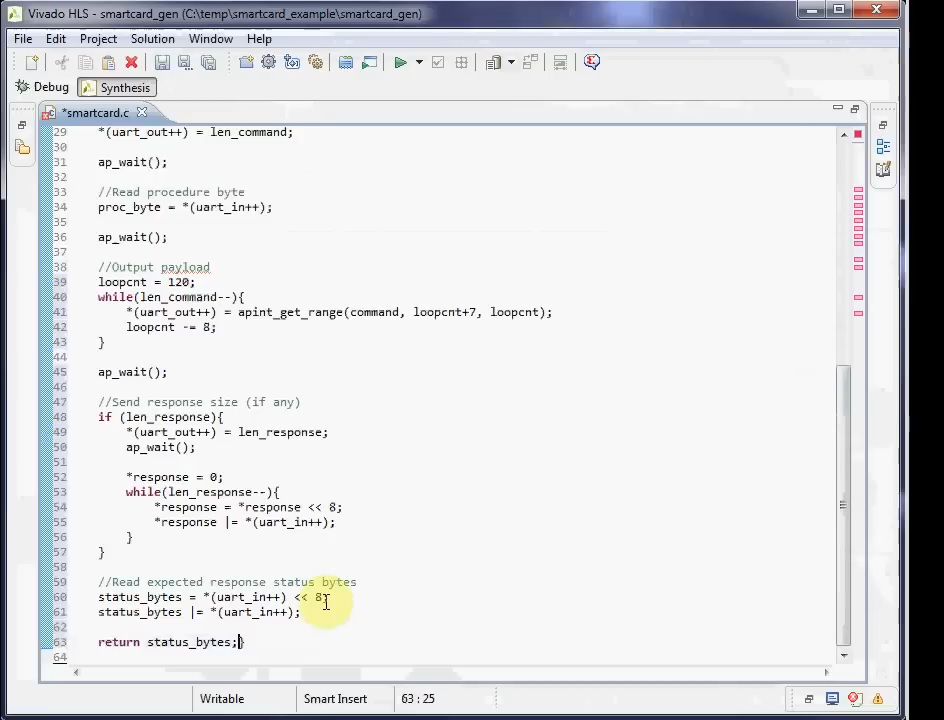 Vivado HLS - smartcard_gen (C:\temp\smartcard_example\smartcard_gen)
File Edit Project Solution Window Help
Debug Synthesis
*smartcard.c
29 *(uart_out++) = len_command;
30
31 ap_wait();
32
33 //Read procedure byte
34 proc_byte = *(uart_in++);
35
36 ap_wait();
37
38 //Output payload
39 loopcnt = 120;
40 while(len_command--){
41 *(uart_out++) = apint_get_range(command, loopcnt+7, loopcnt);
42 loopcnt -= 8;
43 }
44
45 ap_wait();
46
47 //Send response size (if any)
48 if (len_response){
49 *(uart_out++) = len_response;
50 ap_wait();
51
52 *response = 0;
53 while(len_response--){
54 *response = *response << 8;
55 *response |= *(uart_in++);
56 }
57 }
58
59 //Read expected response status bytes
60 status_bytes = *(uart_in++) << 8;
61 status_bytes |= *(uart_in++);
62
63 return status_bytes;}
64
Writable Smart Insert 63 : 25